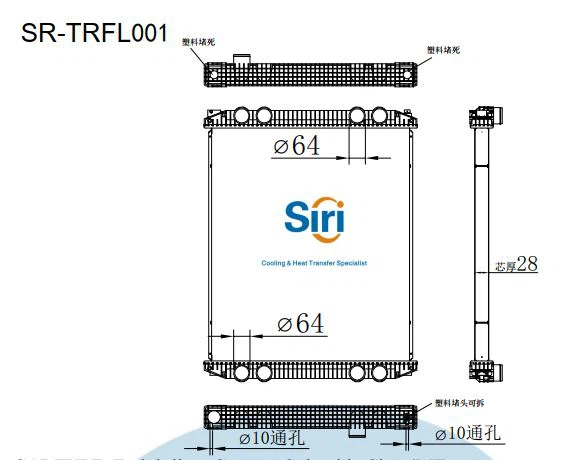 SR-TRFL001
塑料堵死
塑料堵死
⌀64
Siri
Cooling & Heat Transfer Specialist
芯厚28
⌀64
塑料堵头可拆
⌀10通孔
⌀10通孔